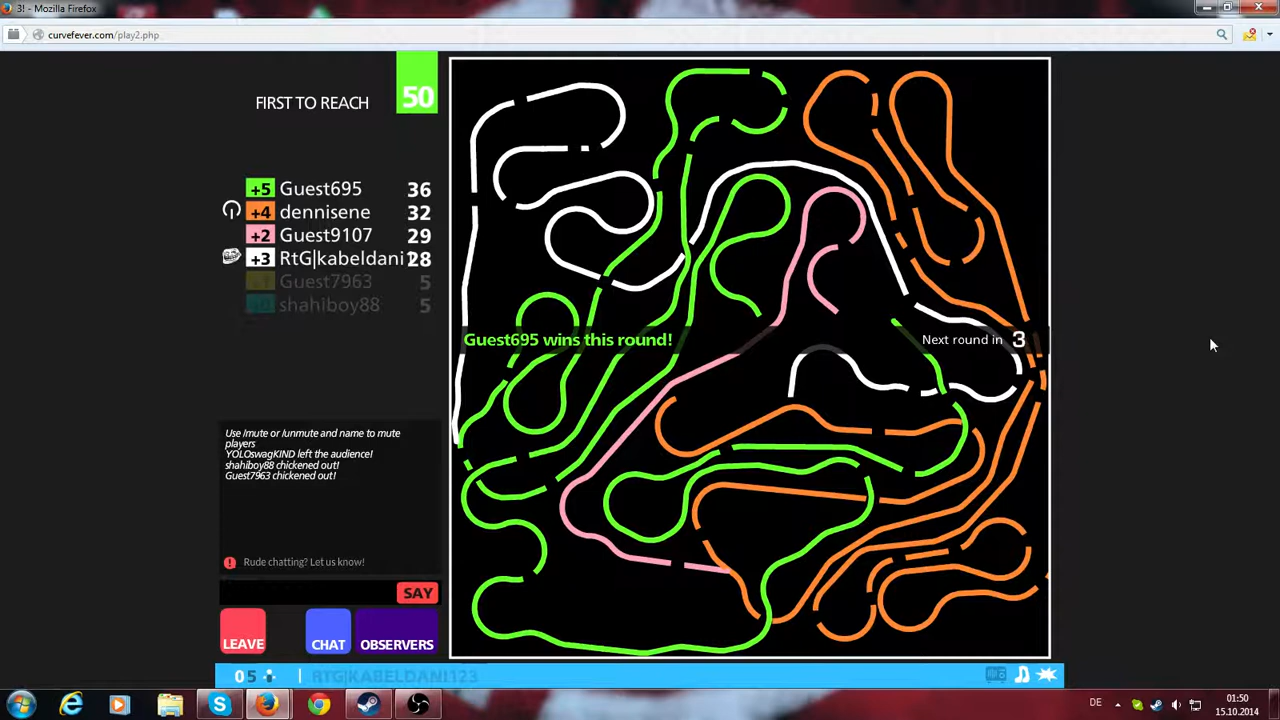 3! - Mozilla Firefox
curvefever.com/play2.php
FIRST TO REACH 50
+5 Guest695 36
+4 dennisene 32
+2 Guest9107 29
+3 RtG|kabeldani 28
Guest7963 5
shahiboy88 5
Guest695 wins this round!
Next round in 3
Use /mute or /unmute and name to mute
players
YOLOswagKIND left the audience!
shahiboy88 chickened out!
Guest7963 chickened out!
Rude chatting? Let us know!
SAY
LEAVE
CHAT
OBSERVERS
05
RTG|KABELDANI123
DE
01:50
15.10.2014